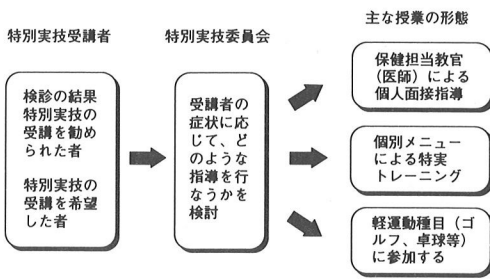 主な授業の形態
特別実技受講者
特別実技委員会
検診の結果
特別実技の
受講を勧め
られた者
特別実技の
受講を希望
した者
受講者の
症状に応
じて、ど
のような
指導を行
なうかを
検討
保健担当教官
(医師)による
個人面接指導
個別メニュー
による特実
トレーニング
軽運動種目(ゴ
ルフ、卓球等)
に参加する